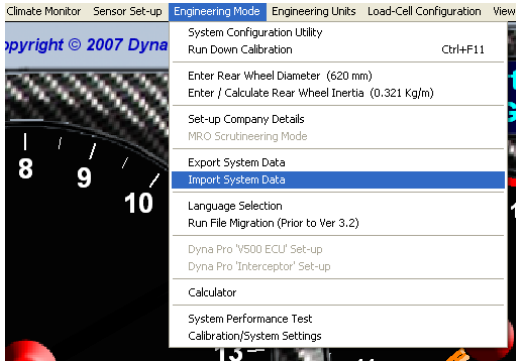 Climate Monitor Sensor Set-up Engineering Mode Engineering Units Load-Cell Configuration View
opyright © 2007 Dyna
System Configuration Utility
Run Down Calibration Ctrl+F11
Enter Rear Wheel Diameter (620 mm)
Enter / Calculate Rear Wheel Inertia (0.321 Kg/m)
Set-up Company Details
MRO Scrutineering Mode
Export System Data
Import System Data
Language Selection
Run File Migration (Prior to Ver 3.2)
Dyna Pro 'V500 ECU' Set-up
Dyna Pro 'Interceptor' Set-up
Calculator
System Performance Test
Calibration/System Settings
8
9
10
13